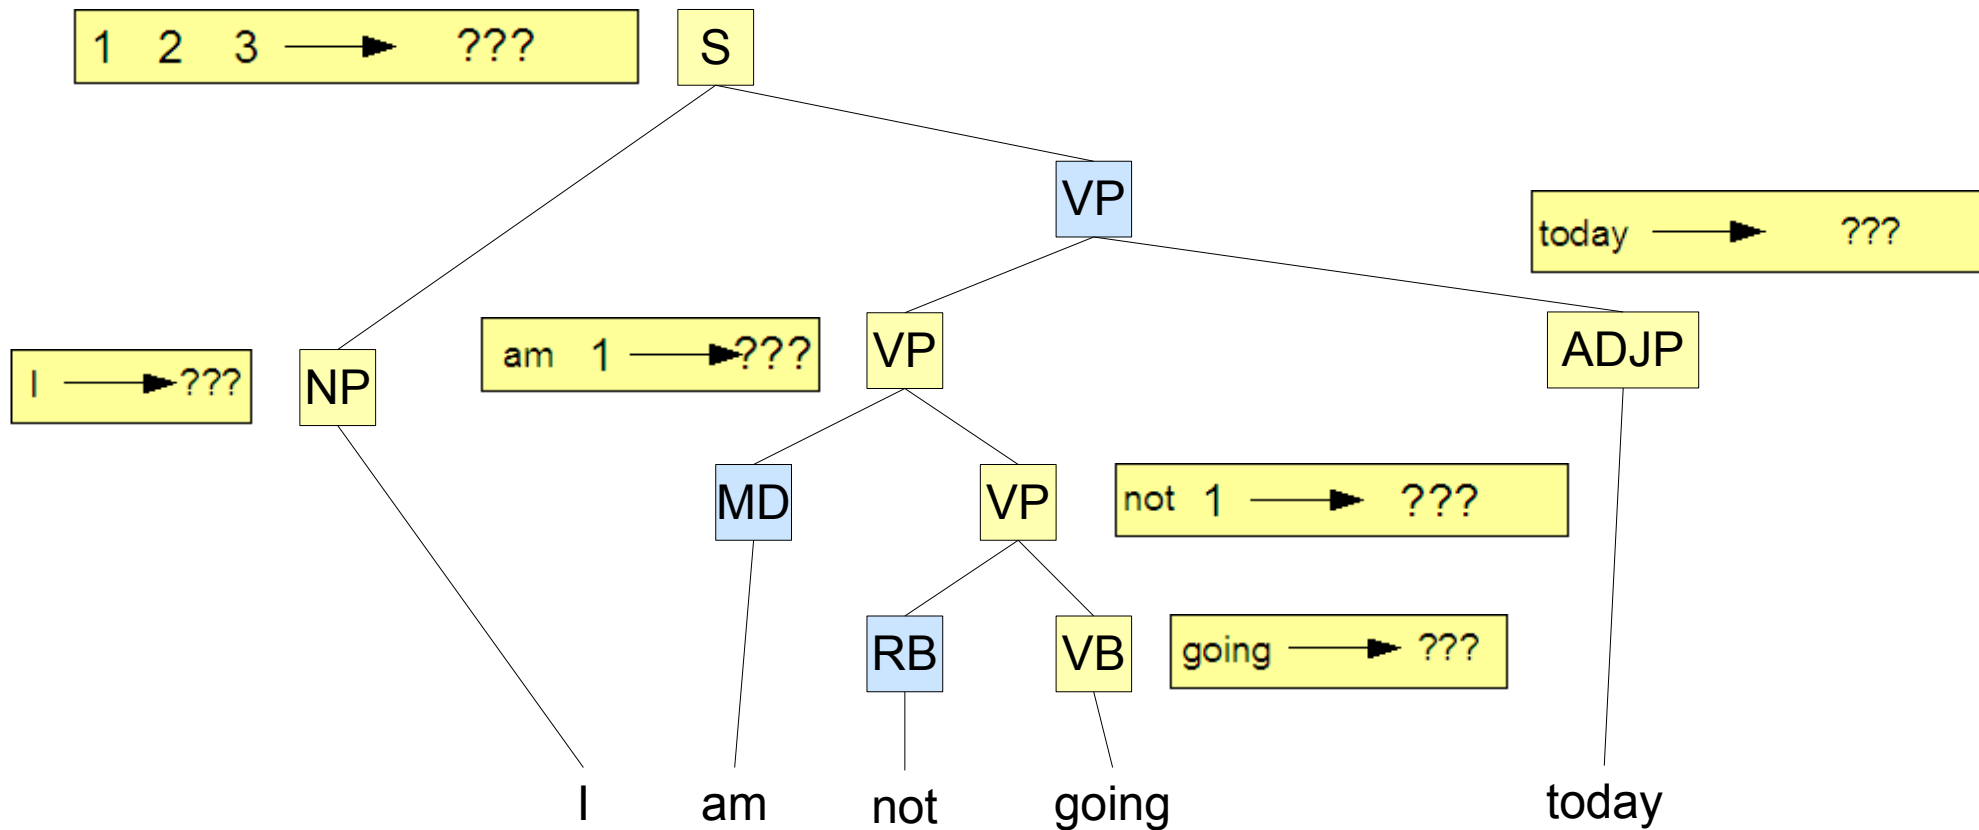 1 2 3 ???
S
VP
today ???
I ???
NP
am 1 ???
VP
ADJP
MD
VP
not 1 ???
RB
VB
going ???
I am not going today